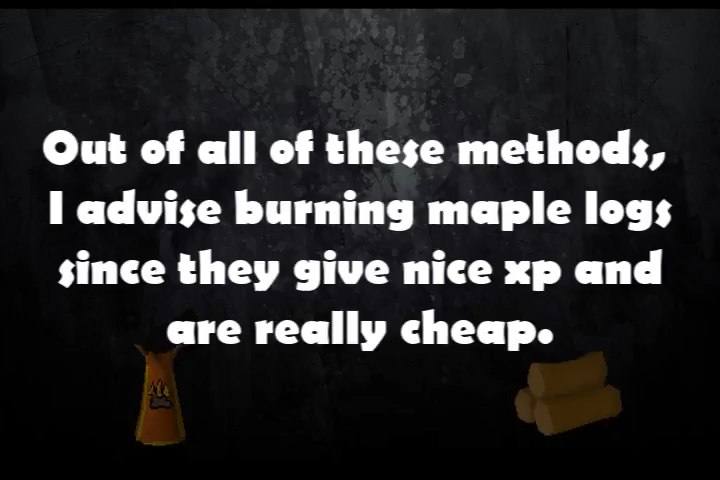 Out of all of these methods,
I advise burning maple logs
since they give nice xp and
are really cheap.